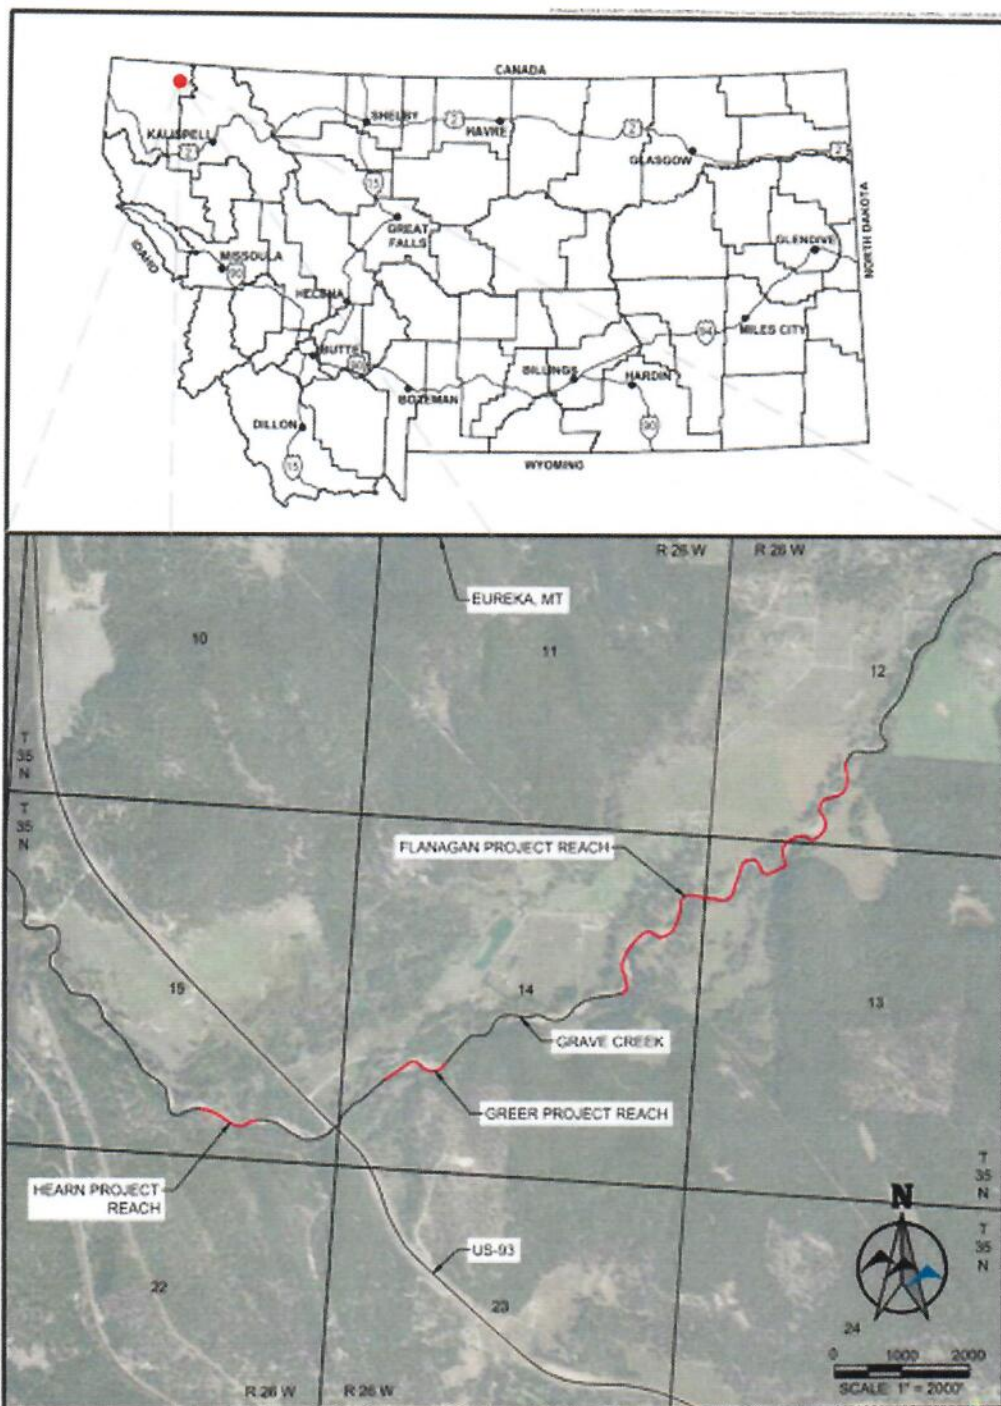 CANADA
SHELBY
2
HAVRE
2
KALISPELL
2
GLASGOW
2
15
GREAT
FALLS
NORTH DAKOTA
GLENDIVE
IDAHO
MISSOULA
90
HELENA
94
MILES CITY
BUTTE
90
BILLINGS
HARDIN
BOZEMAN
DILLON
90
15
WYOMING
R 26 W
R 26 W
EUREKA, MT
10
11
12
T
35
N
T
35
N
FLANAGAN PROJECT REACH
15
14
13
GRAVE CREEK
GREER PROJECT REACH
HEARN PROJECT
REACH
T
35
N
N
T
35
N
US-93
22
23
24
0 1000 2000
SCALE: 1" = 2000'
R 26 W
R 26 W